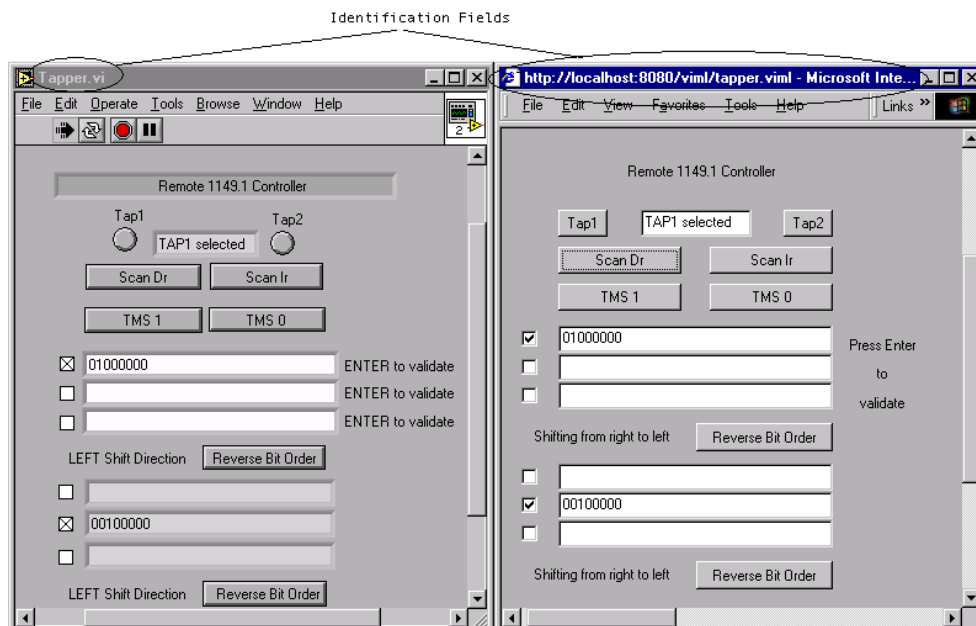 Identification Fields
Tapper.vi
File Edit Operate Tools Browse Window Help
2
Remote 1149.1 Controller
Tap1 Tap2
TAP1 selected
Scan Dr Scan Ir
TMS 1 TMS 0
01000000 ENTER to validate
ENTER to validate
ENTER to validate
LEFT Shift Direction Reverse Bit Order
00100000
LEFT Shift Direction Reverse Bit Order
http://localhost:8080/viml/tapper.viml - Microsoft Inte...
File Edit View Favorites Tools Help Links »
Remote 1149.1 Controller
Tap1 TAP1 selected Tap2
Scan Dr Scan Ir
TMS 1 TMS 0
01000000
Press Enter
to
validate
Shifting from right to left Reverse Bit Order
00100000
Shifting from right to left Reverse Bit Order